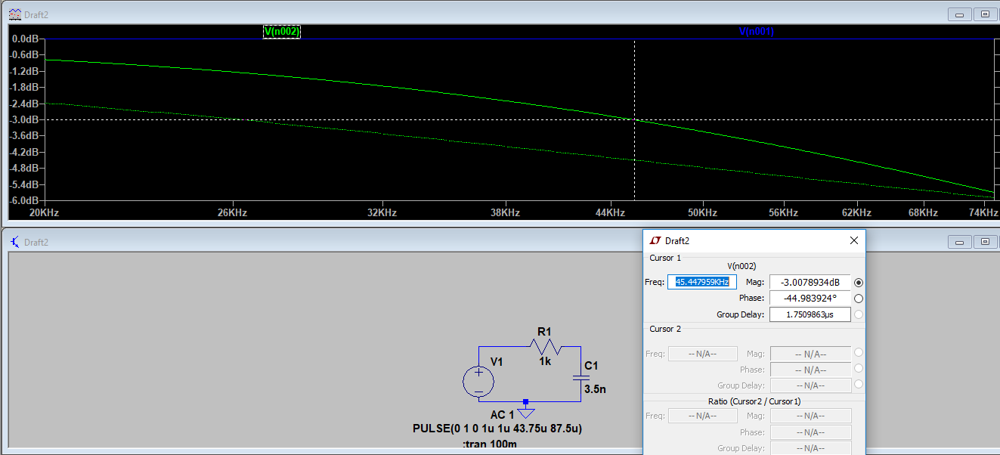 Draft2
V(n002) V(n001)
0.0dB
-0.6dB
-1.2dB
-1.8dB
-2.4dB
-3.0dB
-3.6dB
-4.2dB
-4.8dB
-5.4dB
-6.0dB
20KHz 26KHz 32KHz 38KHz 44KHz 50KHz 56KHz 62KHz 68KHz 74KHz
Draft2
R1
1k
V1
C1
3.5n
AC 1
PULSE(0 1 0 1u 1u 43.75u 87.5u)
;tran 100m
Draft2
Cursor 1
V(n002)
Freq: 45.447959KHz Mag: -3.0078934dB
Phase: -44.983924°
Group Delay: 1.7509863µs
Cursor 2
Freq: -- N/A-- Mag: -- N/A--
Phase: -- N/A--
Group Delay: -- N/A--
Ratio (Cursor2 / Cursor1)
Freq: -- N/A-- Mag: -- N/A--
Phase: -- N/A--
Group Delay: -- N/A--